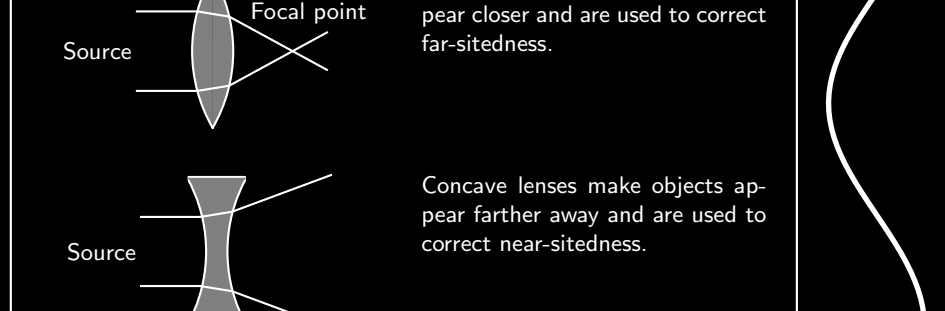 Focal point
Source
pear closer and are used to correct
far-sitedness.
Source
Concave lenses make objects ap-
pear farther away and are used to
correct near-sitedness.